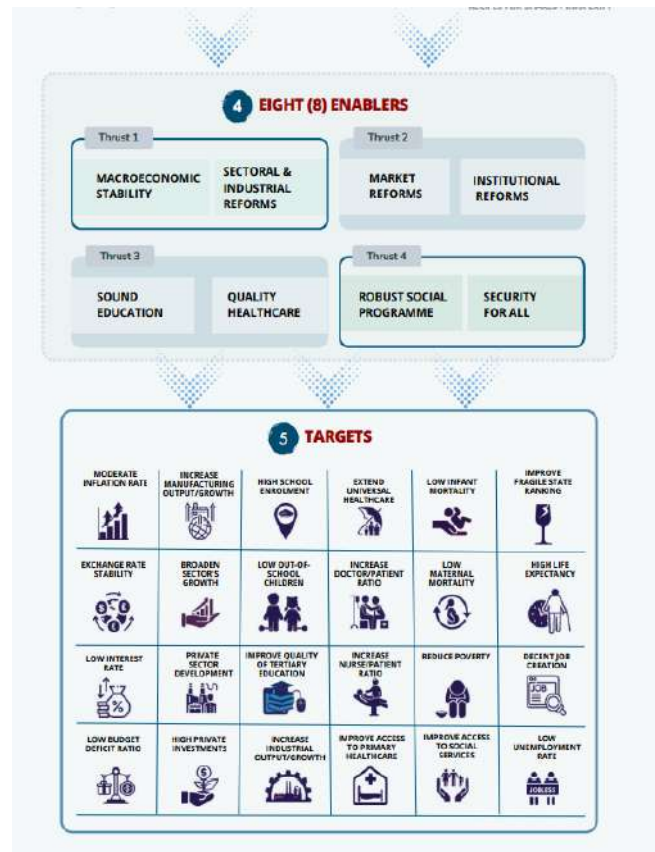 4 EIGHT (8) ENABLERS
Thrust 1
MACROECONOMIC
STABILITY
SECTORAL &
INDUSTRIAL
REFORMS
Thrust 2
MARKET
REFORMS
INSTITUTIONAL
REFORMS
Thrust 3
SOUND
EDUCATION
QUALITY
HEALTHCARE
Thrust 4
ROBUST SOCIAL
PROGRAMME
SECURITY
FOR ALL
5 TARGETS
MODERATE
INFLATION RATE
INCREASE
MANUFACTURING
OUTPUT/GROWTH
HIGH SCHOOL
ENROLMENT
EXTEND
UNIVERSAL
HEALTHCARE
LOW INFANT
MORTALITY
IMPROVE
FRAGILE STATE
RANKING
EXCHANGE RATE
STABILITY
BROADEN
SECTOR'S
GROWTH
LOW OUT-OF-
SCHOOL
CHILDREN
INCREASE
DOCTOR/PATIENT
RATIO
LOW
MATERNAL
MORTALITY
HIGH LIFE
EXPECTANCY
LOW INTEREST
RATE
PRIVATE
SECTOR
DEVELOPMENT
IMPROVE QUALITY
OF TERTIARY
EDUCATION
INCREASE
NURSE/PATIENT
RATIO
REDUCE POVERTY
DECENT JOB
CREATION
JOB
LOW BUDGET
DEFICIT RATIO
HIGH PRIVATE
INVESTMENTS
INCREASE
INDUSTRIAL
OUTPUT/GROWTH
IMPROVE ACCESS
TO PRIMARY
HEALTHCARE
IMPROVE ACCESS
TO SOCIAL
SERVICES
LOW
UNEMPLOYMENT
RATE
JOBLESS